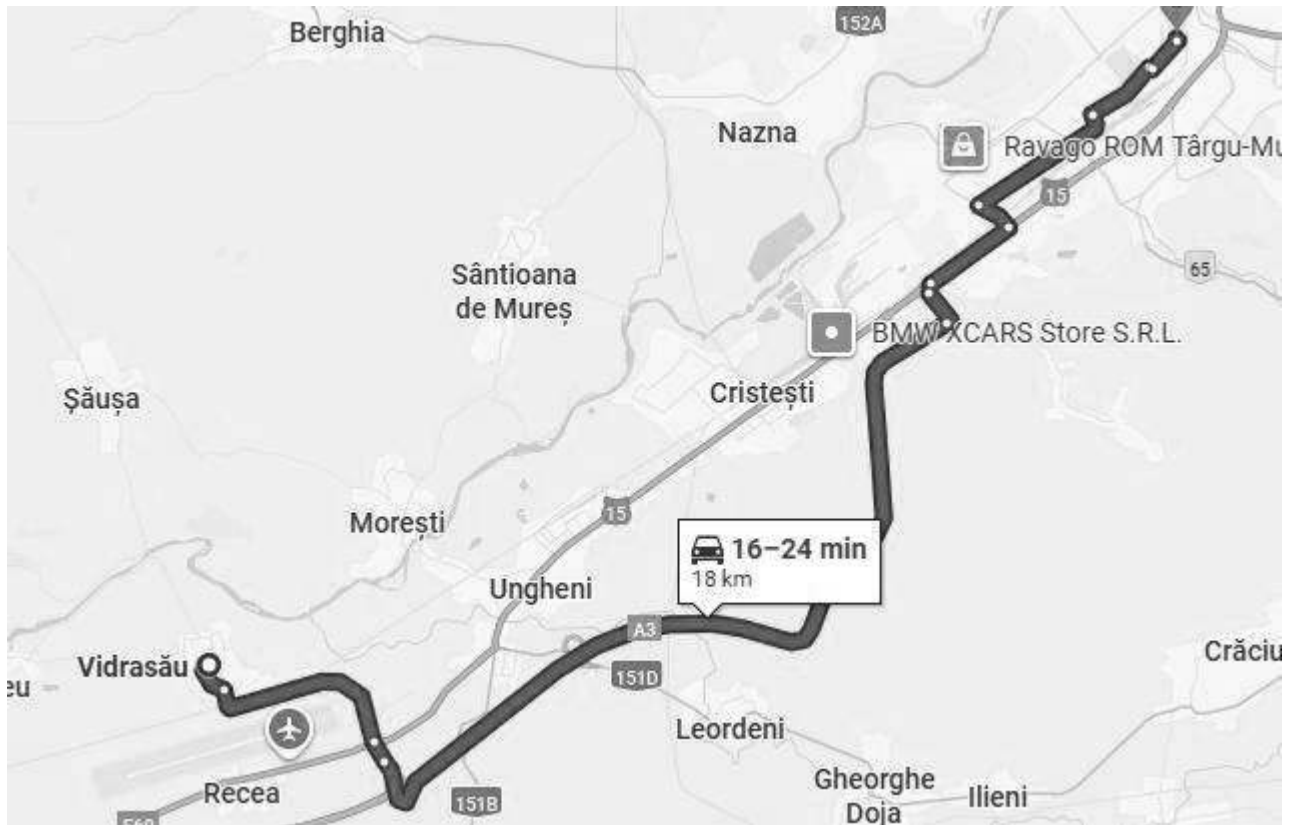 Berghia
152A
Nazna
Ravago ROM Târgu-Mu
15
65
Sântioana
de Mureș
BMW XCARS Store S.R.L.
Șăușa
Cristești
15
Morești
16–24 min
18 km
Ungheni
A3
Vidrasău
eu
151D
Crăciu
Leordeni
Recea
151B
Gheorghe
Doja
Ilieni
E60